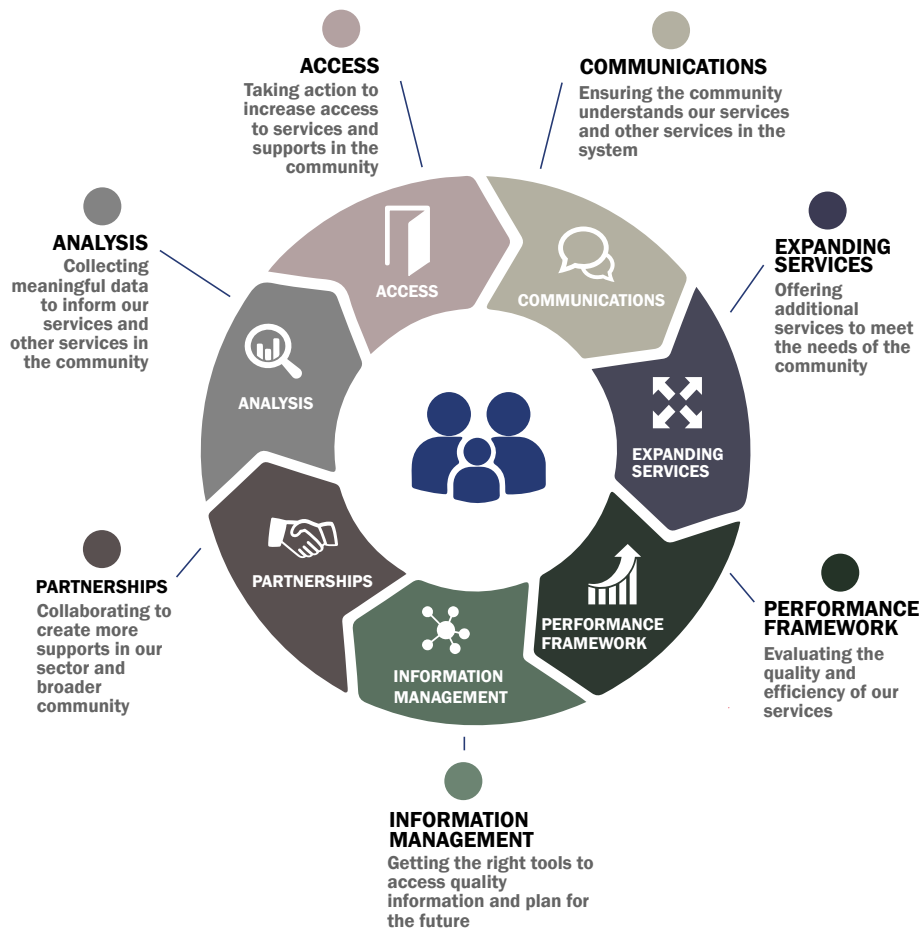 ACCESS
Taking action to
increase access
to services and
supports in the
community
COMMUNICATIONS
Ensuring the community
understands our services
and other services in the
system
ANALYSIS
Collecting
meaningful data
to inform our
services and
other services in
the community
EXPANDING
SERVICES
Offering
additional
services to meet
the needs of the
community
ACCESS
COMMUNICATIONS
ANALYSIS
EXPANDING
SERVICES
PARTNERSHIPS
PERFORMANCE
FRAMEWORK
INFORMATION
MANAGEMENT
PARTNERSHIPS
Collaborating to
create more
supports in our
sector and
broader
community
PERFORMANCE
FRAMEWORK
Evaluating the
quality and
efficiency of our
services
INFORMATION
MANAGEMENT
Getting the right tools to
access quality
information and plan for
the future